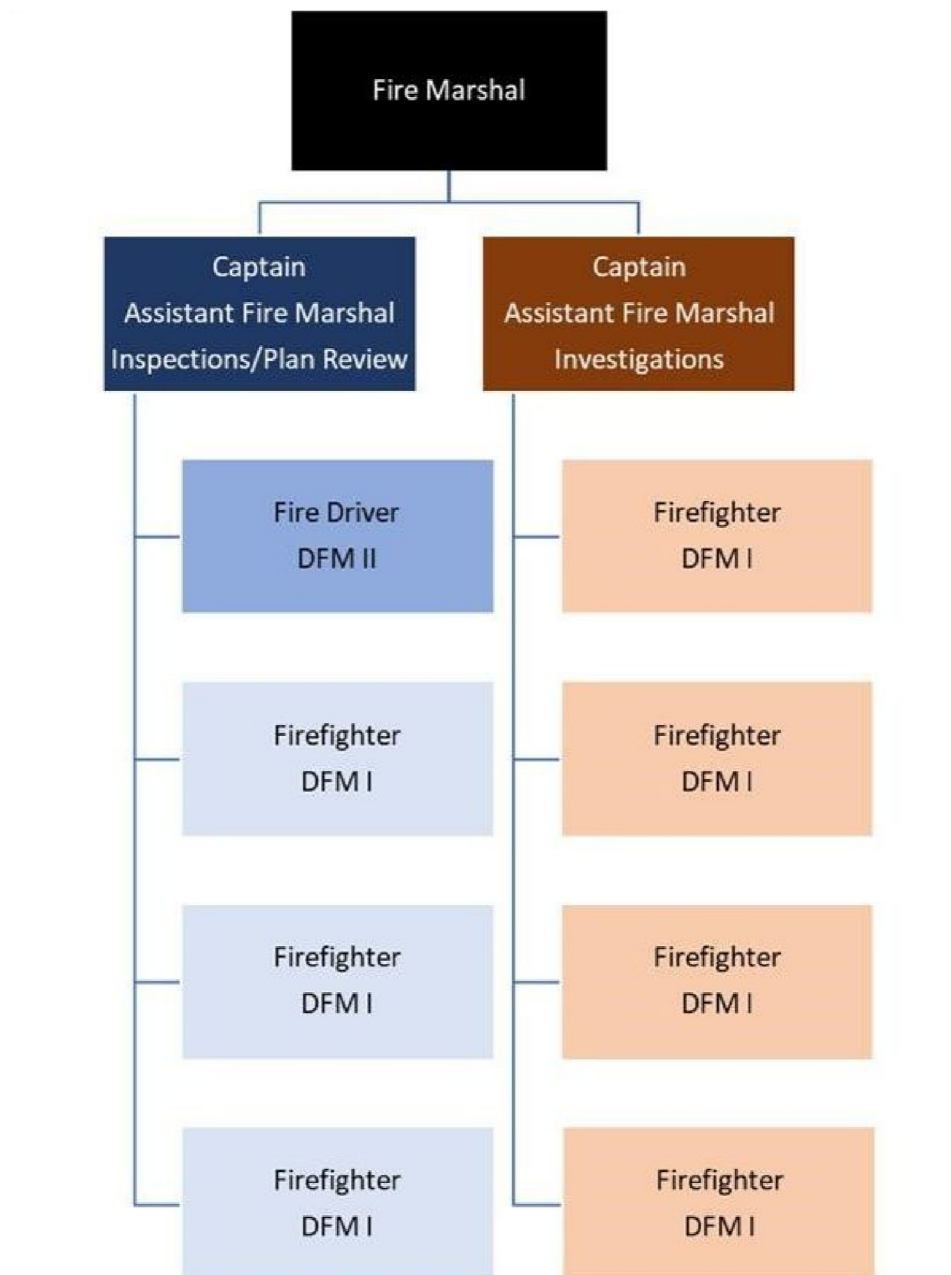 Fire Marshal
Captain
Assistant Fire Marshal
Inspections/Plan Review
Captain
Assistant Fire Marshal
Investigations
Fire Driver
DFM II
Firefighter
DFM I
Firefighter
DFM I
Firefighter
DFM I
Firefighter
DFM I
Firefighter
DFM I
Firefighter
DFM I
Firefighter
DFM I